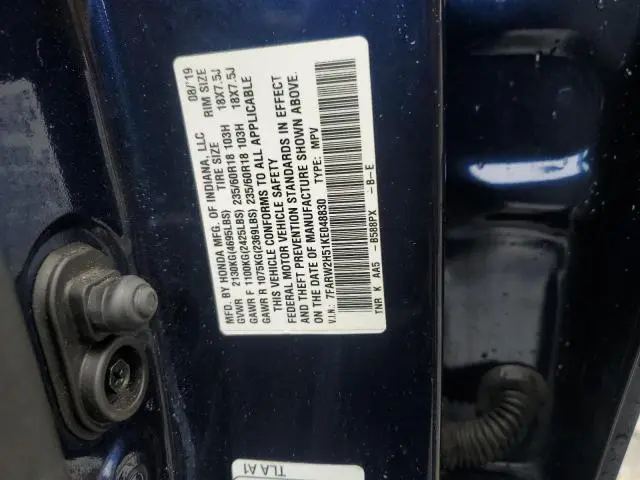 MFD. BY HONDA MFG. OF INDIANA, LLC 08/'19
TIRE SIZE RIM SIZE
GVWR 2130KG(4695LBS)
GAWR F 1100KG(2425LBS) 235/60R18 103H 18X7.5J
GAWR R 1075KG(2369LBS) 235/60R18 103H 18X7.5J
THIS VEHICLE CONFORMS TO ALL APPLICABLE
FEDERAL MOTOR VEHICLE SAFETY
AND THEFT PREVENTION STANDARDS IN EFFECT
ON THE DATE OF MANUFACTURE SHOWN ABOVE.
V.I.N.: 7FARW2H51KE048830 TYPE: MPV
TNR K AA5 -B588PX -B-E
TLA A1